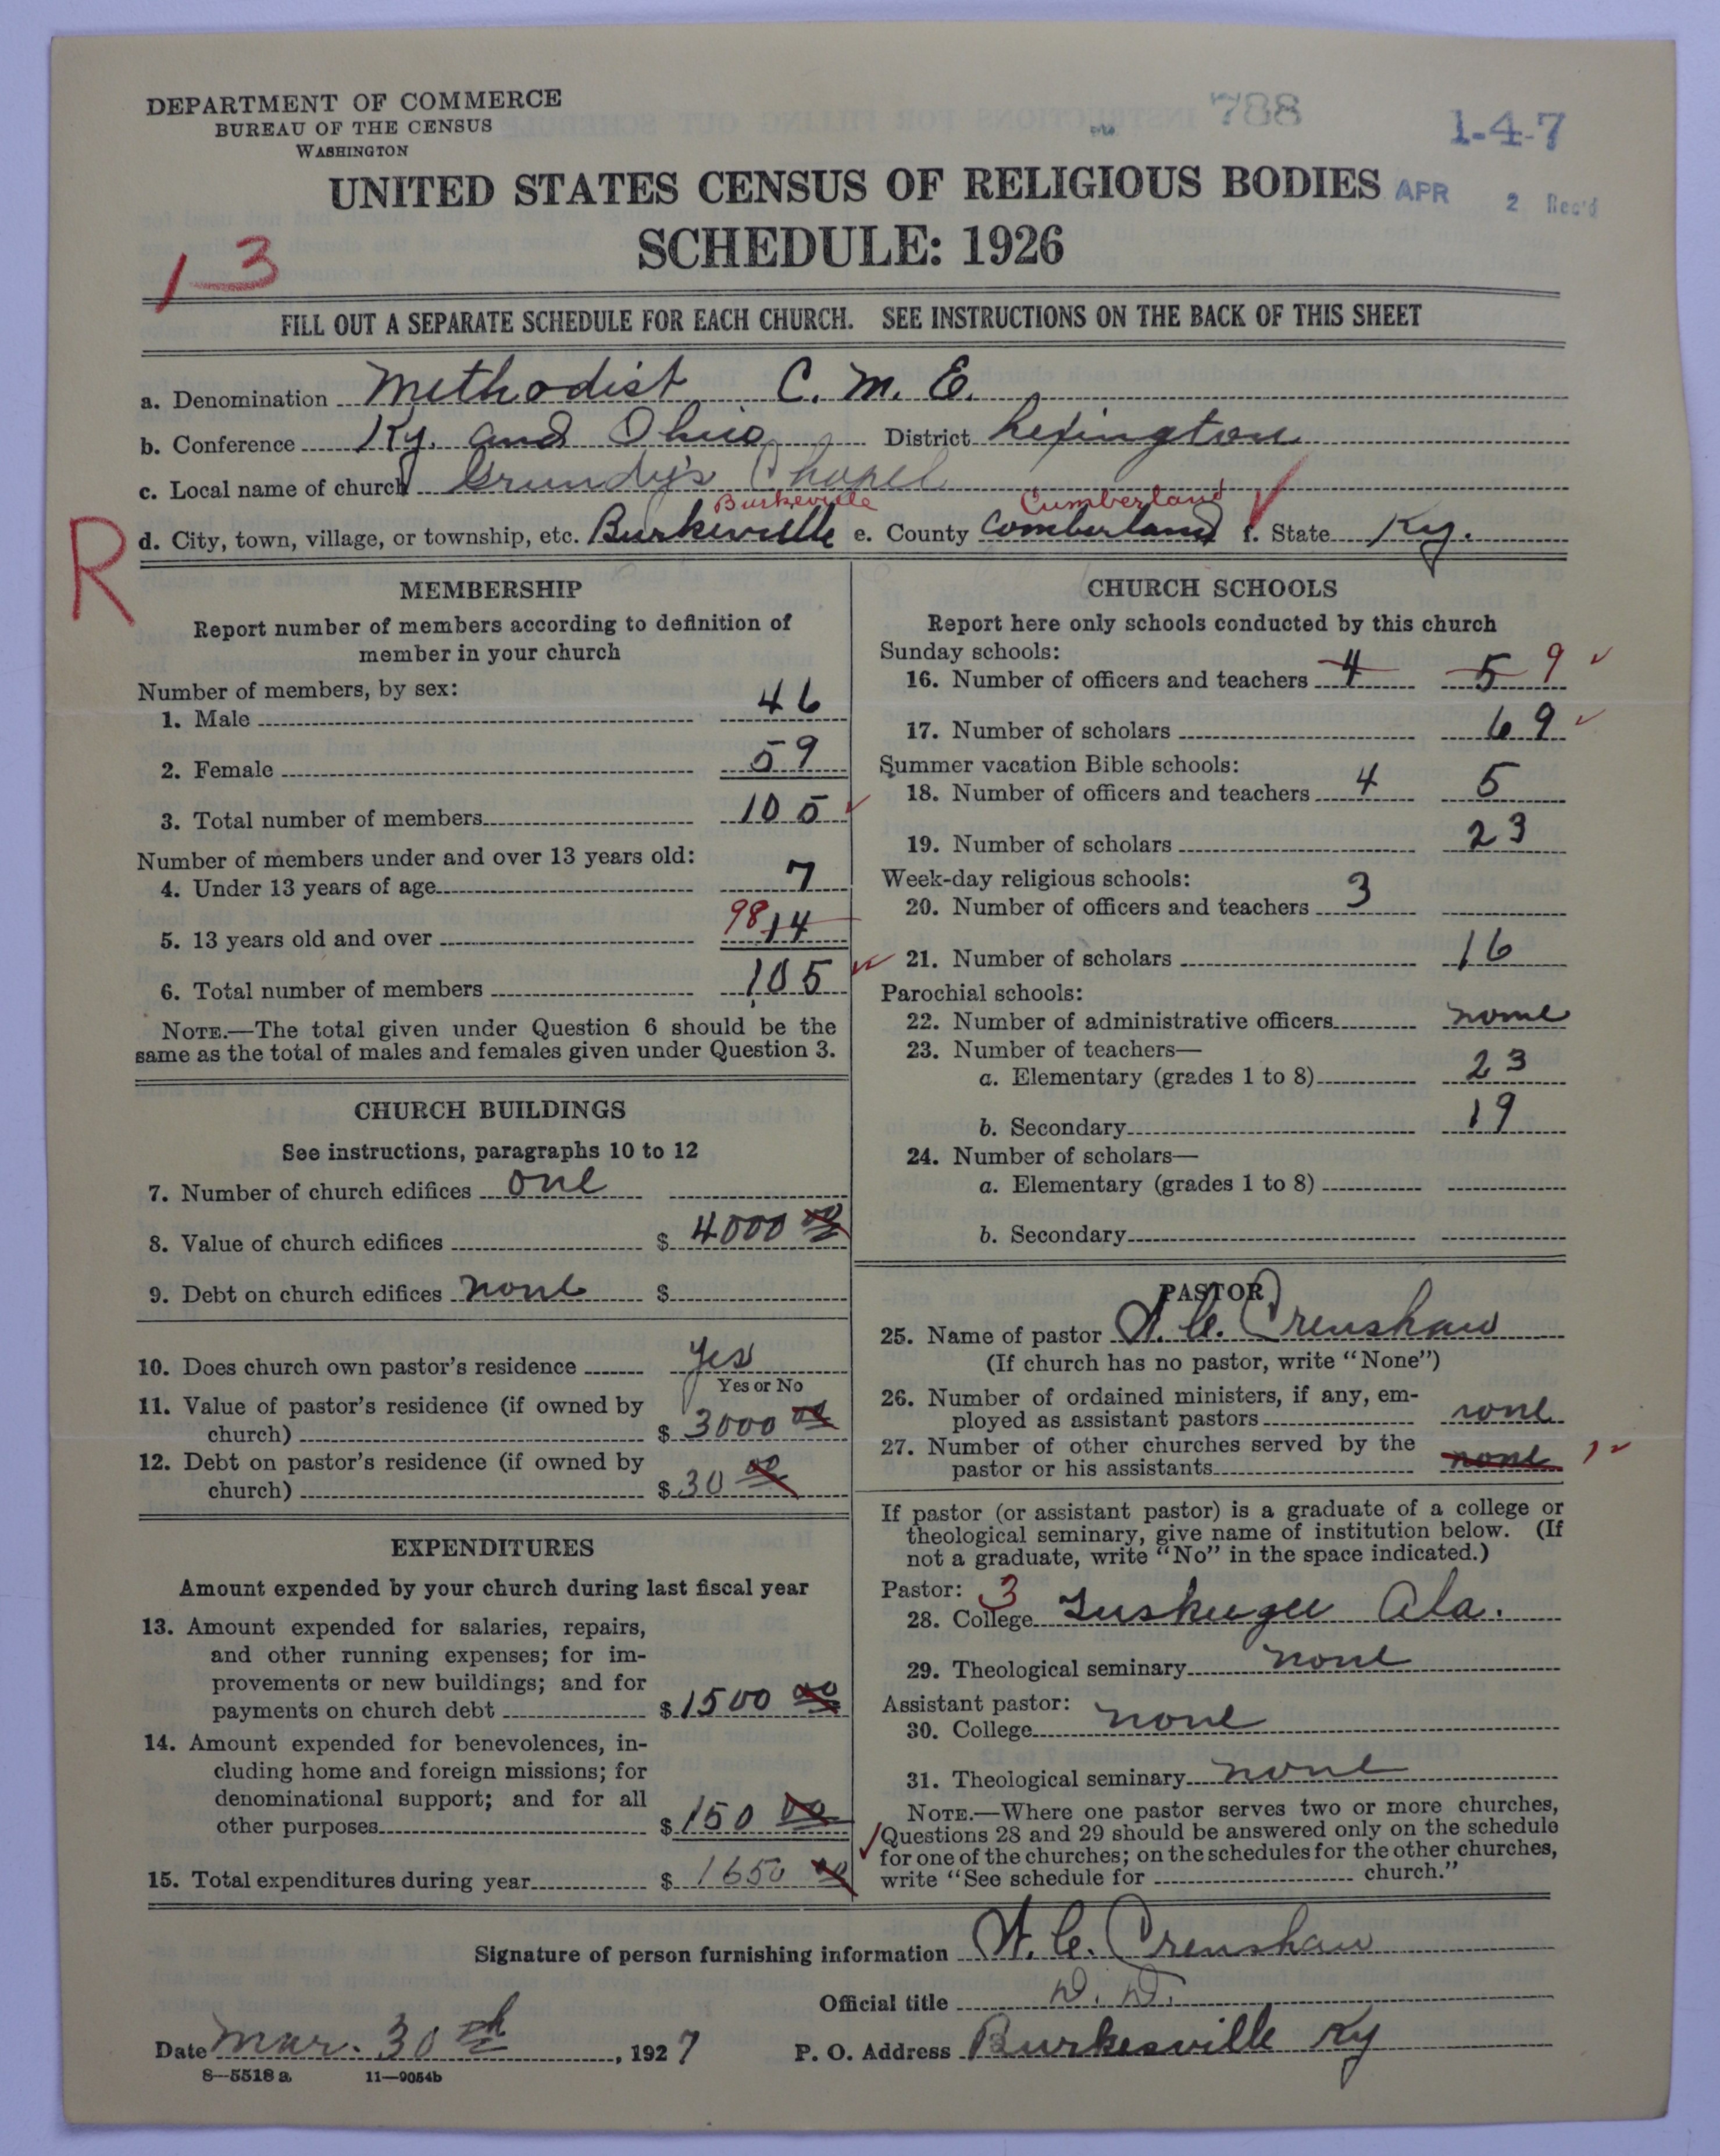 DEPARTMENT OF COMMERCE
BUREAU OF THE CENSUS
WASHINGTON
788
1-4-7
UNITED STATES CENSUS OF RELIGIOUS BODIES
APR 2 Rec'd
SCHEDULE: 1926
13
FILL OUT A SEPARATE SCHEDULE FOR EACH CHURCH. SEE INSTRUCTIONS ON THE BACK OF THIS SHEET
a. Denomination Methodist C. M. E.
b. Conference Ky. and Ohio District Lexington
c. Local name of church Grundy's Chapel
Burkeville Cumberland
R
d. City, town, village, or township, etc. Burkeville e. County Comberland f. State Ky.
MEMBERSHIP
Report number of members according to definition of
member in your church
Number of members, by sex:
1. Male 46
2. Female 59
3. Total number of members 105
Number of members under and over 13 years old:
4. Under 13 years of age 7
5. 13 years old and over 98 14
6. Total number of members 105
NOTE.—The total given under Question 6 should be the
same as the total of males and females given under Question 3.
CHURCH BUILDINGS
See instructions, paragraphs 10 to 12
7. Number of church edifices one
8. Value of church edifices $ 4000 00
9. Debt on church edifices none $
10. Does church own pastor's residence yes
Yes or No
11. Value of pastor's residence (if owned by
church) $ 3000 00
12. Debt on pastor's residence (if owned by
church) $ 30 00
EXPENDITURES
Amount expended by your church during last fiscal year
13. Amount expended for salaries, repairs,
and other running expenses; for im-
provements or new buildings; and for
payments on church debt $ 1500 00
14. Amount expended for benevolences, in-
cluding home and foreign missions; for
denominational support; and for all
other purposes $ 150 00
15. Total expenditures during year $ 1650 00
CHURCH SCHOOLS
Report here only schools conducted by this church
Sunday schools:
16. Number of officers and teachers 4 5 9
17. Number of scholars 69
Summer vacation Bible schools:
18. Number of officers and teachers 4 5
19. Number of scholars 23
Week-day religious schools:
20. Number of officers and teachers 3
21. Number of scholars 16
Parochial schools:
22. Number of administrative officers none
23. Number of teachers—
a. Elementary (grades 1 to 8) 23
b. Secondary 19
24. Number of scholars—
a. Elementary (grades 1 to 8)
b. Secondary
PASTOR
25. Name of pastor W. C. Crenshaw
(If church has no pastor, write "None")
26. Number of ordained ministers, if any, em-
ployed as assistant pastors none
27. Number of other churches served by the
pastor or his assistants none
If pastor (or assistant pastor) is a graduate of a college or
theological seminary, give name of institution below. (If
not a graduate, write "No" in the space indicated.)
Pastor: 3
28. College Tuskeegee Ala.
29. Theological seminary none
Assistant pastor:
30. College none
31. Theological seminary none
NOTE.—Where one pastor serves two or more churches,
Questions 28 and 29 should be answered only on the schedule
for one of the churches; on the schedules for the other churches,
write "See schedule for church."
Signature of person furnishing information W. C. Crenshaw
Official title D. D.
Date Mar. 30th, 1927 P. O. Address Burkesville Ky
8—5518 a 11—9054b